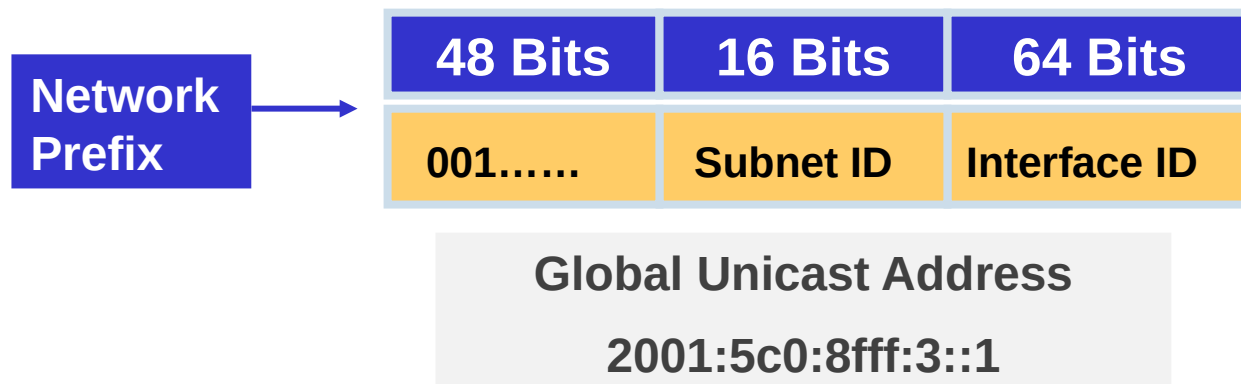 48 Bits 16 Bits 64 Bits
Network
Prefix
001…… Subnet ID Interface ID
Global Unicast Address
2001:5c0:8fff:3::1